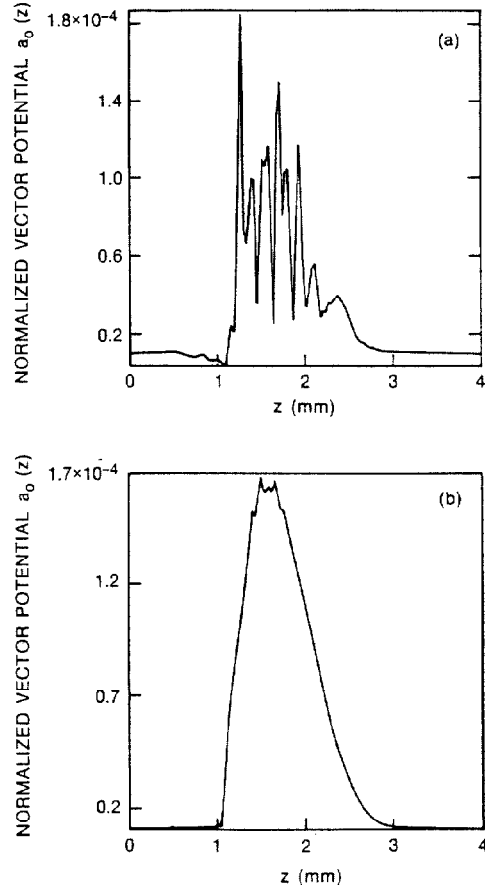 1.8×10⁻⁴
(a)
NORMALIZED VECTOR POTENTIAL a₀ (z)
1.4
1.0
0.6
0.2
0 1 2 3 4
z (mm)
1.7×10⁻⁴
(b)
NORMALIZED VECTOR POTENTIAL a₀ (z)
1.2
0.7
0.2
0 1 2 3 4
z (mm)